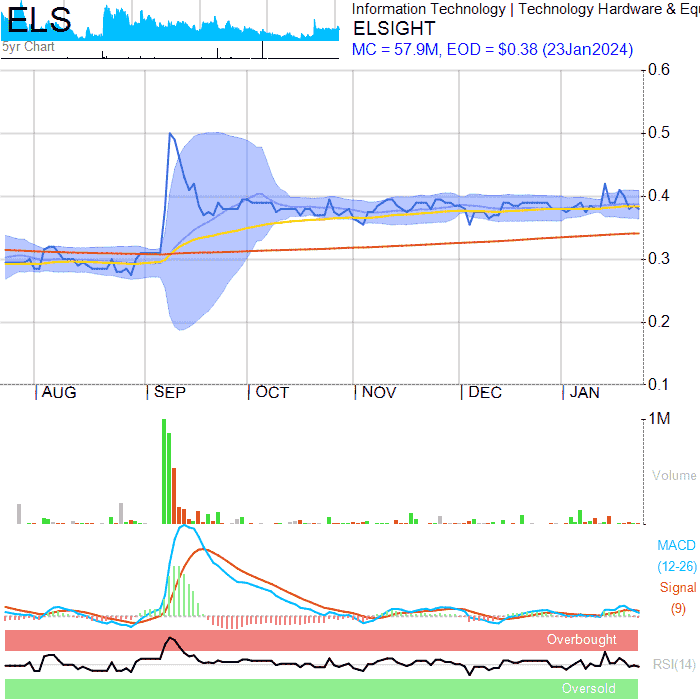 ELS
5yr Chart
Information Technology | Technology Hardware & Equ
ELSIGHT
MC = 57.9M, EOD = $0.38 (23Jan2024)
0.6
0.5
0.4
0.3
0.2
0.1
|AUG |SEP |OCT |NOV |DEC |JAN
1M
Volume
MACD
(12-26)
Signal
(9)
Overbought
RSI(14)
Oversold